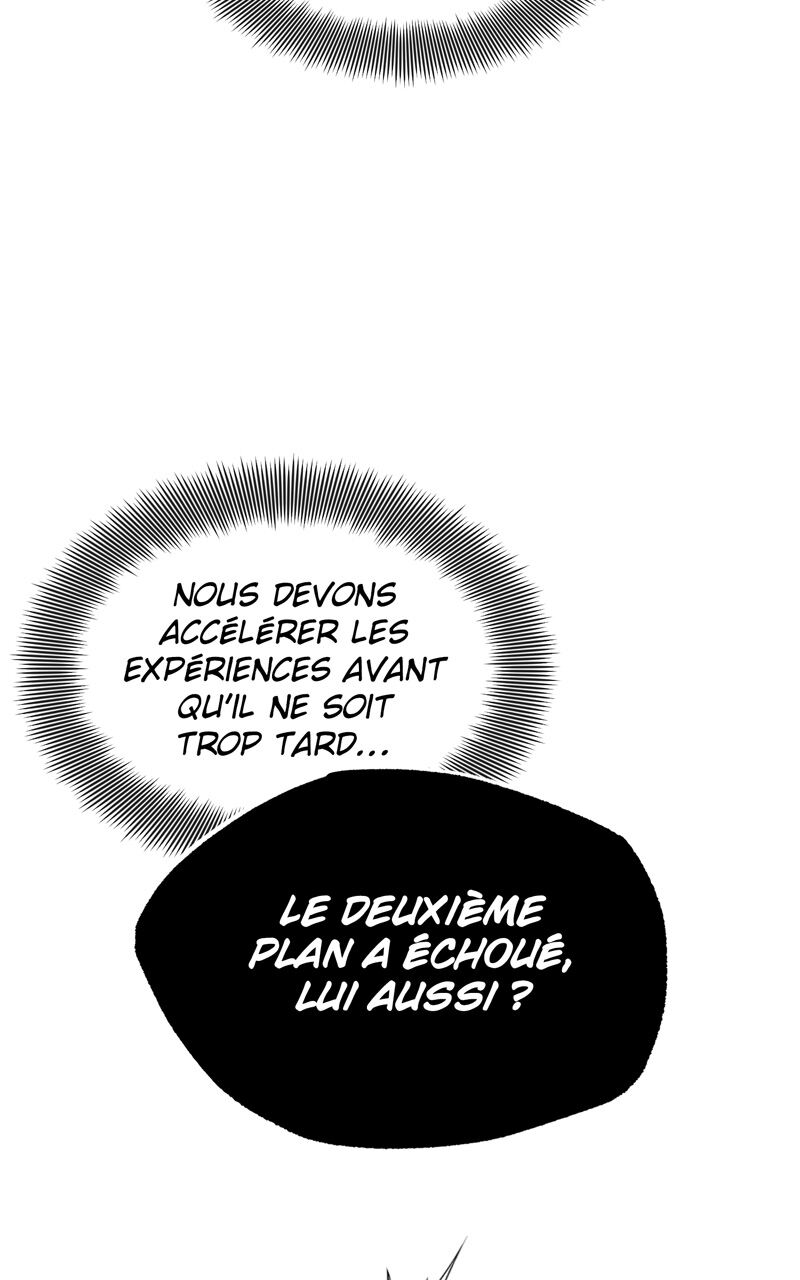 NOUS DEVONS
ACCÉLÉRER LES
EXPÉRIENCES AVANT
QU'IL NE SOIT
TROP TARD...
LE DEUXIÈME
PLAN A ÉCHOUÉ,
LUI AUSSI ?